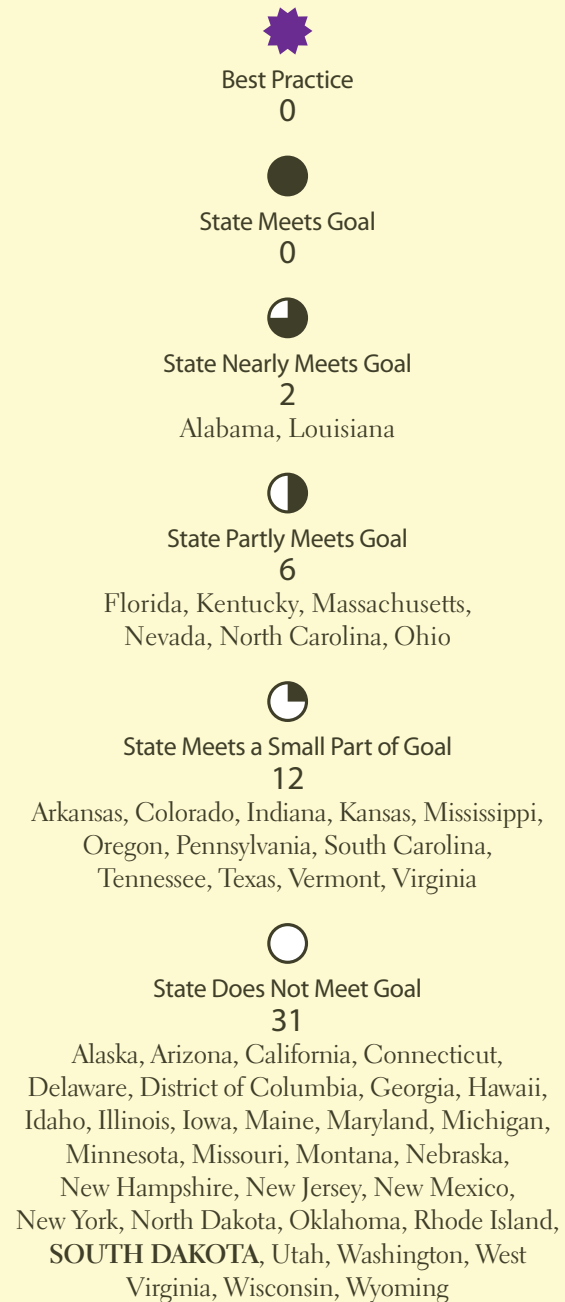 Best Practice
0
State Meets Goal
0
State Nearly Meets Goal
2
Alabama, Louisiana
State Partly Meets Goal
6
Florida, Kentucky, Massachusetts,
Nevada, North Carolina, Ohio
State Meets a Small Part of Goal
12
Arkansas, Colorado, Indiana, Kansas, Mississippi,
Oregon, Pennsylvania, South Carolina,
Tennessee, Texas, Vermont, Virginia
State Does Not Meet Goal
31
Alaska, Arizona, California, Connecticut,
Delaware, District of Columbia, Georgia, Hawaii,
Idaho, Illinois, Iowa, Maine, Maryland, Michigan,
Minnesota, Missouri, Montana, Nebraska,
New Hampshire, New Jersey, New Mexico,
New York, North Dakota, Oklahoma, Rhode Island,
SOUTH DAKOTA, Utah, Washington, West
Virginia, Wisconsin, Wyoming